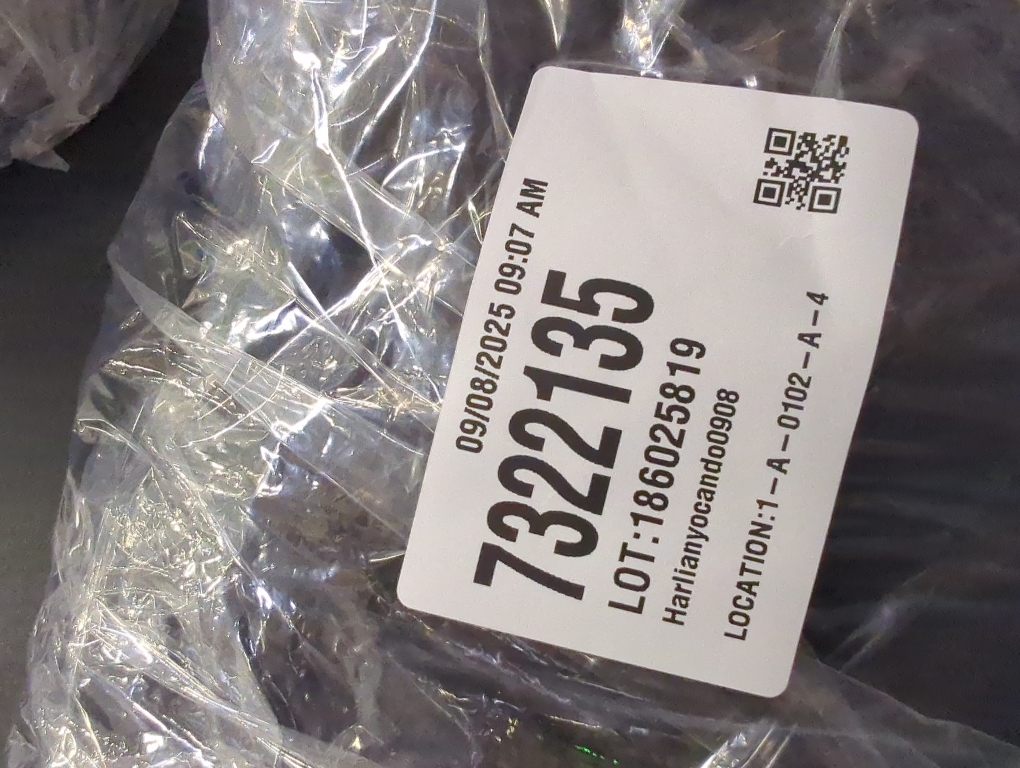 09/08/2025 09:07 AM
7322135
LOT:186025819
Harlianyocando0908
LOCATION:1-A-0102-A-4